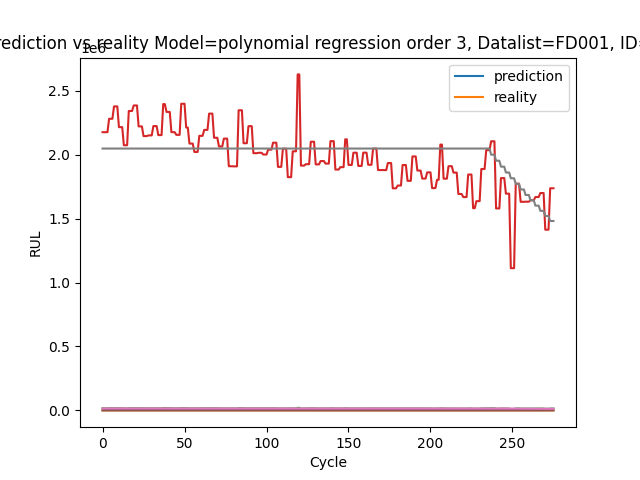 rediction vs reality Model=polynomial regression order 3, Datalist=FD001, ID=
1e6
prediction
reality
2.5
2.0
1.5
1.0
0.5
0.0
RUL
0
50
100
150
200
250
Cycle